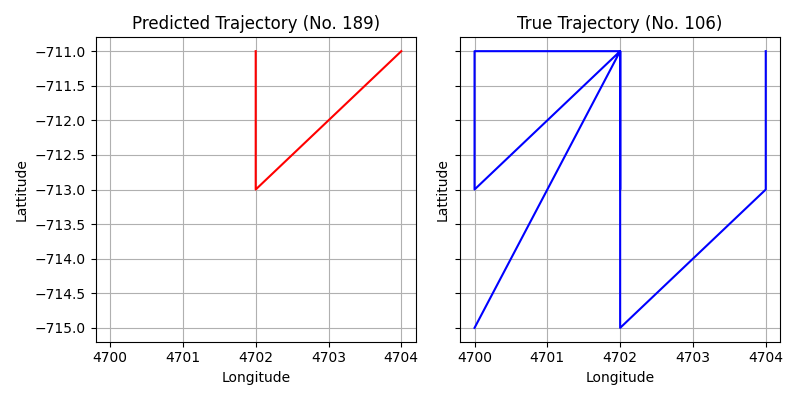 Predicted Trajectory (No. 189)
True Trajectory (No. 106)
Lattitude
−711.0
−711.5
−712.0
−712.5
−713.0
−713.5
−714.0
−714.5
−715.0
4700 4701 4702 4703 4704
Longitude
Lattitude
4700 4701 4702 4703 4704
Longitude